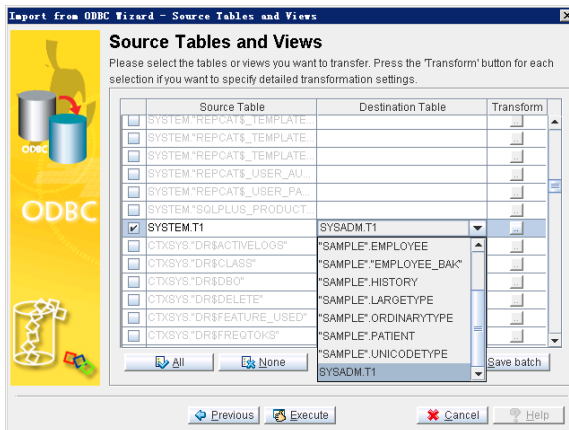 Import from ODBC Wizard - Source Tables and Views
Source Tables and Views
Please select the tables or views you want to transfer. Press the 'Transform' button for each
selection if you want to specify detailed transformation settings.
Source Table Destination Table Transform
SYSTEM."REPCAT$_TEMPLATE...
SYSTEM."REPCAT$_TEMPLATE...
SYSTEM."REPCAT$_TEMPLATE...
SYSTEM."REPCAT$_USER_AU...
SYSTEM."REPCAT$_USER_PA...
SYSTEM."SQLPLUS_PRODUCT...
SYSTEM.T1 SYSADM.T1
CTXSYS."DR$ACTIVELOGS" "SAMPLE".EMPLOYEE
CTXSYS."DR$CLASS" "SAMPLE"."EMPLOYEE_BAK"
CTXSYS."DR$DBO" "SAMPLE".HISTORY
CTXSYS."DR$DELETE" "SAMPLE".LARGETYPE
CTXSYS."DR$FEATURE_USED" "SAMPLE".ORDINARYTYPE
CTXSYS."DR$FREQTOKS" "SAMPLE".PATIENT
"SAMPLE".UNICODETYPE
SYSADM.T1
ODBC
ODBC
All None Save batch
Previous Execute Cancel Help